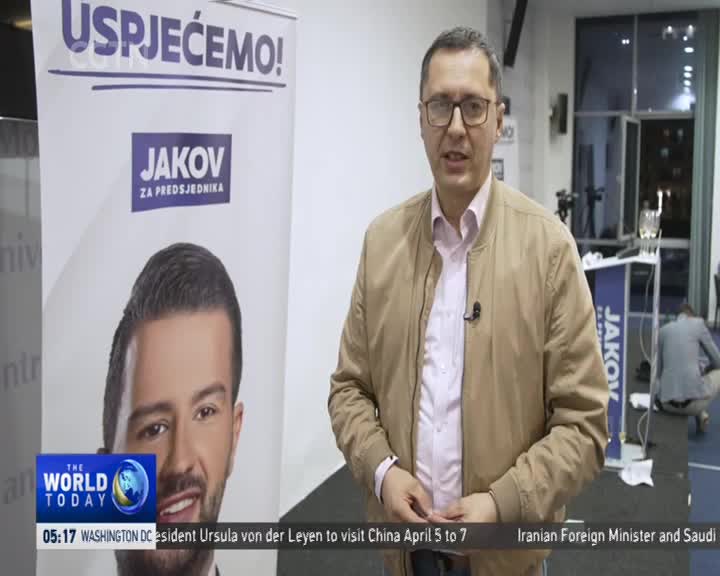 USPJEĆEMO!
CGTN
JAKOV
ZA PREDSJEDNIKA
JAKOV
THE
WORLD
TODAY
05:17 WASHINGTON DC
esident Ursula von der Leyen to visit China April 5 to 7
Iranian Foreign Minister and Saudi